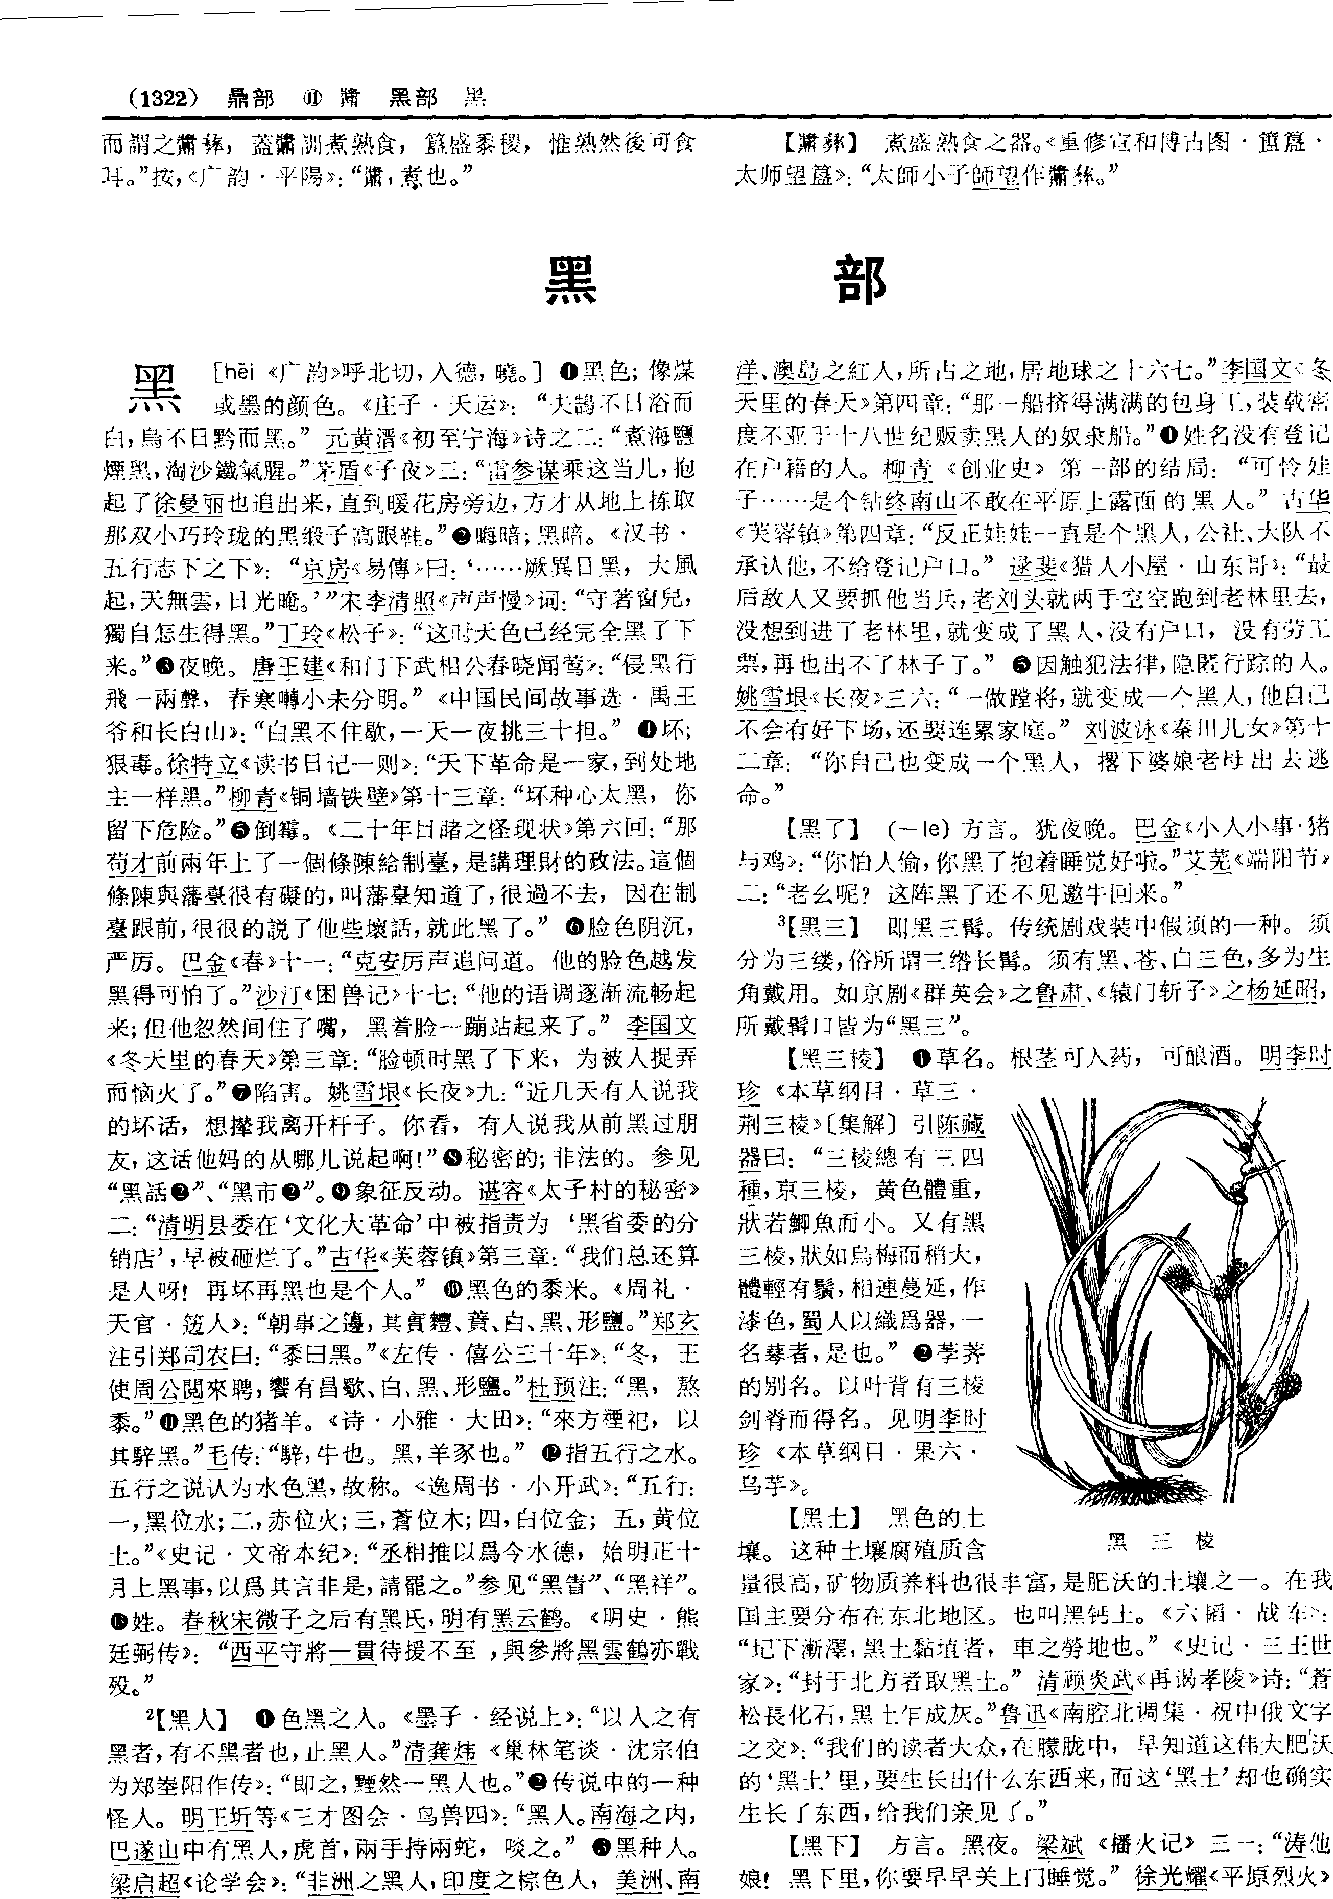 (1322) 鼎部 ⑪ 䵼 黑部 黑
而謂之䵼彝，蓋䵼訓煮熟食，簋盛黍稷，惟熟然後可食
耳。”按，《广韵·平陽》：“䵼，煮也。”
【䵼彝】 煮盛熟食之器。《重修宣和博古图·簠簋·
太师望簋》：“太師小子師望作䵼彝。”
黑 部
黑 [hēi 《广韵》呼北切，入德，曉。] ❶黑色；像煤
或墨的颜色。《庄子·天运》：“夫鵠不日浴而
白，烏不日黔而黑。” 元黄溍《初至宁海》诗之二：“煮海鹽
煙黑，淘沙鐵氣腥。”茅盾《子夜》三：“雷参谋乘这当儿，抱
起了徐曼丽也追出来，直到暖花房旁边，方才从地上拣取
那双小巧玲珑的黑缎子高跟鞋。”❷晦暗；黑暗。《汉书·
五行志下之下》：“京房《易傳》曰：‘……厥異日黑，大風
起，天無雲，日光晻。’”宋李清照《声声慢》词：“守著窗兒，
獨自怎生得黑。”丁玲《松子》：“这时天色已经完全黑了下
来。”❸夜晚。唐王建《和门下武相公春晓闻莺》：“侵黑行
飛一兩聲，春寒囀小未分明。”《中国民间故事选·禹王
爷和长白山》：“白黑不住歇，一天一夜挑三十担。” ❹坏；
狠毒。徐特立《读书日记一则》：“天下革命是一家，到处地
主一样黑。”柳青《铜墙铁壁》第十三章：“坏种心太黑，你
留下危险。”❺倒霉。《二十年目睹之怪现状》第六回：“那
苟才前兩年上了一個條陳給制臺，是講理財的政法。這個
條陳與藩臺很有礙的，叫藩臺知道了，很過不去，因在制
臺跟前，很很的說了他些壞話，就此黑了。” ❻脸色阴沉，
严厉。巴金《春》十一：“克安厉声追问道。他的脸色越发
黑得可怕了。”沙汀《困兽记》十七：“他的语调逐渐流畅起
来；但他忽然间住了嘴，黑着脸一蹦站起来了。” 李国文
《冬天里的春天》第三章：“脸顿时黑了下来，为被人捉弄
而恼火了。”❼陷害。姚雪垠《长夜》九：“近几天有人说我
的坏话，想撵我离开杆子。你看，有人说我从前黑过朋
友，这话他妈的从哪儿说起啊！”❽秘密的；非法的。参见
“黑話❷”、“黑市❷”。❾象征反动。谌容《太子村的秘密》
二：“清明县委在‘文化大革命’中被指责为‘黑省委的分
销店’，早被砸烂了。”古华《芙蓉镇》第三章：“我们总还算
是人呀！再坏再黑也是个人。” ❿黑色的黍米。《周礼·
天官·笾人》：“朝事之籩，其實麷、蕡、白、黑、形鹽。”郑玄
注引郑司农曰：“黍曰黑。”《左传·僖公三十年》：“冬，王
使周公閲來聘，饗有昌歜、白、黑、形鹽。”杜预注：“黑，熬
黍。”⓫黑色的猪羊。《诗·小雅·大田》：“來方禋祀，以
其騂黑。”毛传：“騂，牛也。黑，羊豕也。” ⓬指五行之水。
五行之说认为水色黑，故称。《逸周书·小开武》：“五行：
一，黑位水；二，赤位火；三，蒼位木；四，白位金；五，黄位
土。”《史记·文帝本纪》：“丞相推以爲今水德，始明正十
月上黑事，以爲其言非是，請罷之。”参见“黑眚”、“黑祥”。
⓭姓。春秋宋微子之后有黑氏，明有黑云鹤。《明史·熊
廷弼传》：“西平守將一貫待援不至，與參將黑雲鶴亦戰
殁。”
²【黑人】 ❶色黑之人。《墨子·经说上》：“以人之有
黑者，有不黑者也，止黑人。”清龚炜《巢林笔谈·沈宗伯
为郑崟阳作传》：“即之，黫然一黑人也。”❷传说中的一种
怪人。明王圻等《三才图会·鸟兽四》：“黑人。南海之内，
巴遂山中有黑人，虎首，兩手持兩蛇，啖之。” ❸黑种人。
梁启超《论学会》：“非洲之黑人，印度之棕色人，美洲、南
洋、澳岛之紅人，所占之地，居地球之十六七。”李国文《冬
天里的春天》第四章：“那一船挤得满满的包身工，装载密
度不亚于十八世纪贩卖黑人的奴隶船。”❹姓名没有登记
在户籍的人。柳青《创业史》第一部的结局：“可怜娃
子……是个钻终南山不敢在平原上露面的黑人。”古华
《芙蓉镇》第四章：“反正娃娃一直是个黑人，公社、大队不
承认他，不给登记户口。” 逯斐《猎人小屋·山东哥》：“最
后敌人又要抓他当兵，老刘头就两手空空跑到老林里去，
没想到进了老林里，就变成了黑人，没有户口，没有劳工
票，再也出不了林子了。” ❺因触犯法律，隐匿行踪的人。
姚雪垠《长夜》三六：“一做蹚将，就变成一个黑人，他自己
不会有好下场，还要连累家庭。” 刘波泳《秦川儿女》第十
二章：“你自己也变成一个黑人，撂下婆娘老母出去逃
命。”
【黑了】 (—le) 方言。犹夜晚。巴金《小人小事·猪
与鸡》：“你怕人偷，你黑了抱着睡觉好啦。”艾芜《端阳节》
二：“老幺呢？这阵黑了还不见邀牛回来。”
³【黑三】 即黑三髯。传统剧戏装中假须的一种。须
分为三缕，俗所谓三绺长髯。须有黑、苍、白三色，多为生
角戴用。如京剧《群英会》之鲁肃、《辕门斩子》之杨延昭，
所戴髯口皆为“黑三”。
【黑三棱】 ❶草名。根茎可入药，可酿酒。明李时
珍《本草纲目·草三·
荆三棱》〔集解〕引陈藏
器曰：“三棱總有三四
種，京三棱，黄色體重，
狀若鯽魚而小。又有黑
三棱，狀如烏梅而稍大，
體輕有鬚，相連蔓延，作
漆色，蜀人以織爲器，一
名䓻者，是也。” ❷荸荠
的别名。以叶背有三棱
剑脊而得名。见明李时
珍《本草纲目·果六·
乌芋》。
黑 三 棱
【黑土】 黑色的土
壤。这种土壤腐殖质含
量很高，矿物质养料也很丰富，是肥沃的土壤之一。在我
国主要分布在东北地区。也叫黑钙土。《六韬·战车》：
“圮下漸澤，黑土黏埴者，車之勞地也。”《史记·三王世
家》：“封于北方者取黑土。” 清顾炎武《再谒孝陵》诗：“蒼
松長化石，黑土乍成灰。”鲁迅《南腔北调集·祝中俄文字
之交》：“我们的读者大众，在朦胧中，早知道这伟大肥沃
的‘黑土’里，要生长出什么东西来，而这‘黑土’却也确实
生长了东西，给我们亲见了。”
【黑下】 方言。黑夜。梁斌《播火记》三一：“涛他
娘！黑下里，你要早早关上门睡觉。” 徐光耀《平原烈火》